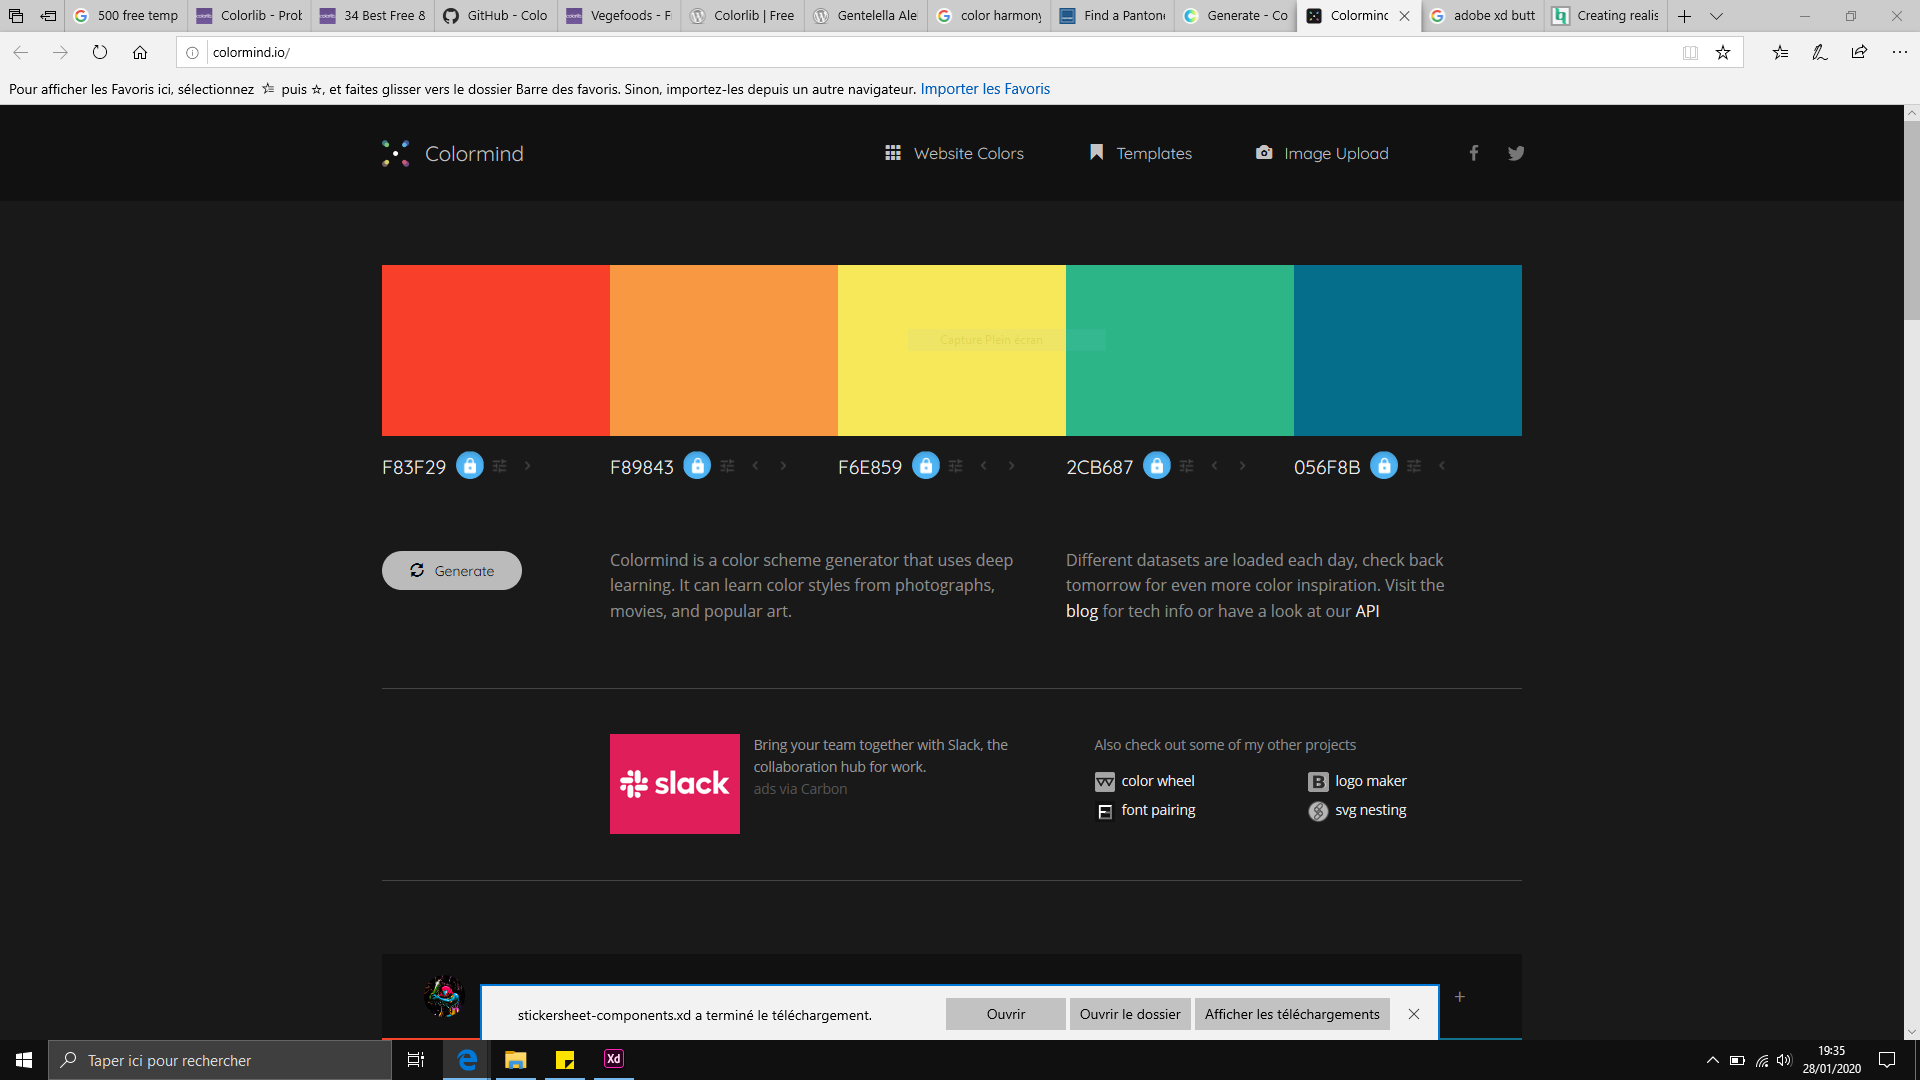 500 free temp
Colorlib - Prob
34 Best Free 8
GitHub - Colo
Vegefoods - F
Colorlib | Free
Gentelella Ale
color harmony
Find a Pantone
Generate - Co
Colormind
adobe xd butt
Creating realis
colormind.io/
Pour afficher les Favoris ici, sélectionnez puis ☆, et faites glisser vers le dossier Barre des favoris. Sinon, importez-les depuis un autre navigateur. Importer les Favoris
Colormind
Website Colors
Templates
Image Upload
Capture Plein écran
F83F29
F89843
F6E859
2CB687
056F8B
Generate
Colormind is a color scheme generator that uses deep
learning. It can learn color styles from photographs,
movies, and popular art.
Different datasets are loaded each day, check back
tomorrow for even more color inspiration. Visit the
blog for tech info or have a look at our API
slack
Bring your team together with Slack, the
collaboration hub for work.
ads via Carbon
Also check out some of my other projects
color wheel
logo maker
font pairing
svg nesting
stickersheet-components.xd a terminé le téléchargement.
Ouvrir
Ouvrir le dossier
Afficher les téléchargements
Taper ici pour rechercher
Xd
19:35
28/01/2020